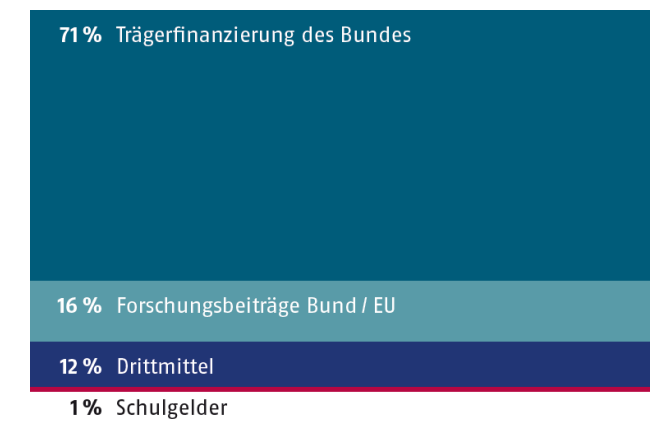 71 % Trägerfinanzierung des Bundes
16 % Forschungsbeiträge Bund / EU
12 % Drittmittel
1 % Schulgelder